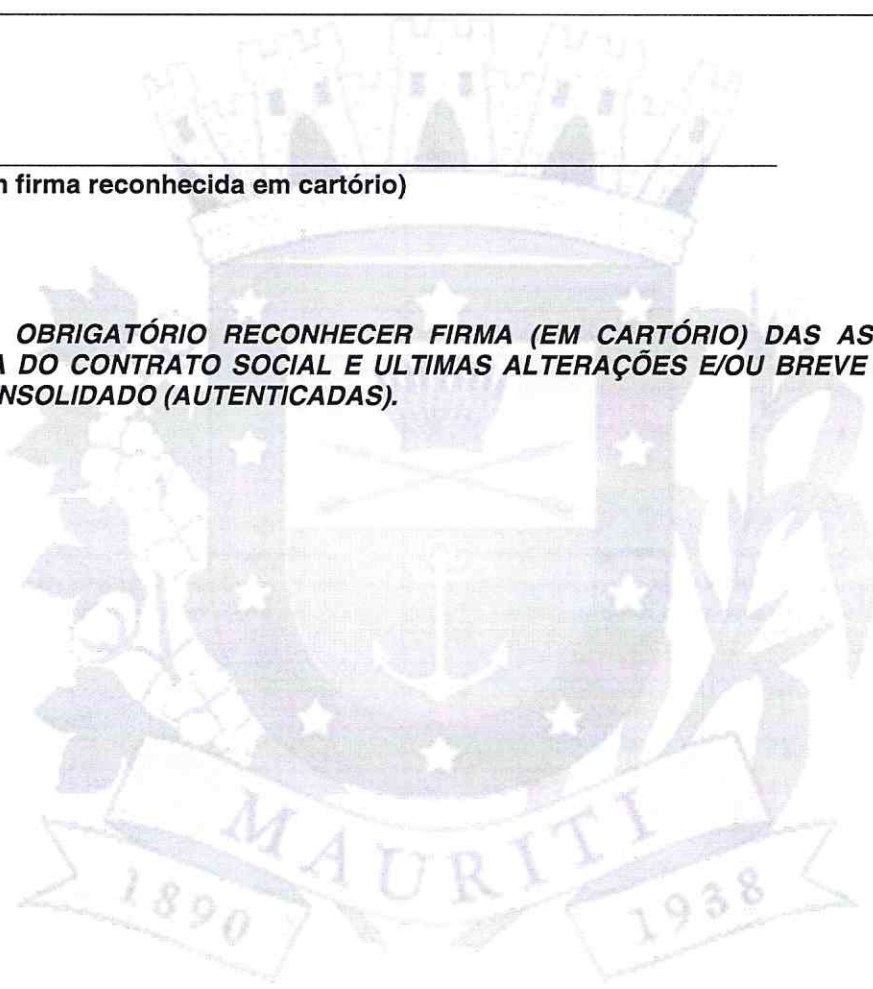 firma reconhecida em cartório)
OBRIGATÓRIO RECONHECER FIRMA (EM CARTÓRIO) DAS AS
A DO CONTRATO SOCIAL E ULTIMAS ALTERAÇÕES E/OU BREVE
NSOLIDADO (AUTENTICADAS).
MAURITI
1890
1938